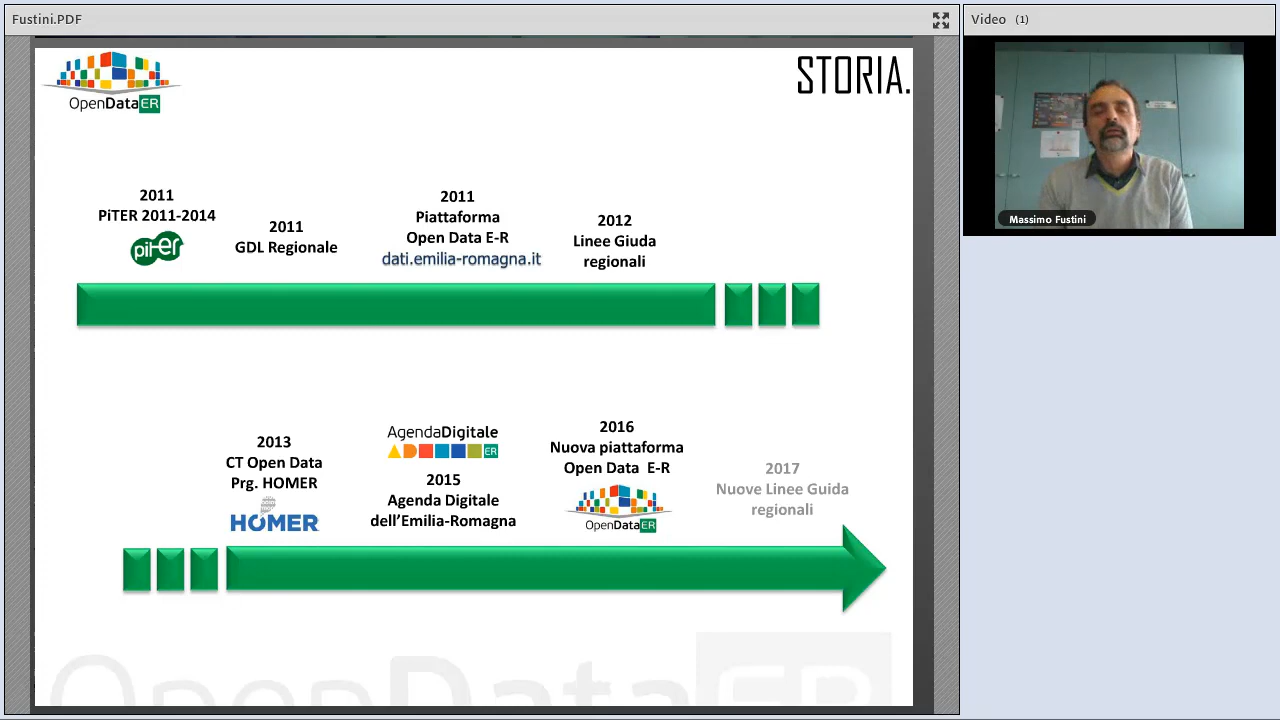 Fustini.PDF
Video (1)
OpenDataER
STORIA.
Massimo Fustini
2011
PiTER 2011-2014
piter
2011
GDL Regionale
2011
Piattaforma
Open Data E-R
dati.emilia-romagna.it
2012
Linee Giuda
regionali
2013
CT Open Data
Prg. HOMER
HOMER
AgendaDigitale
ER
2015
Agenda Digitale
dell'Emilia-Romagna
2016
Nuova piattaforma
Open Data E-R
OpenDataER
2017
Nuove Linee Guida
regionali
OpenDataER